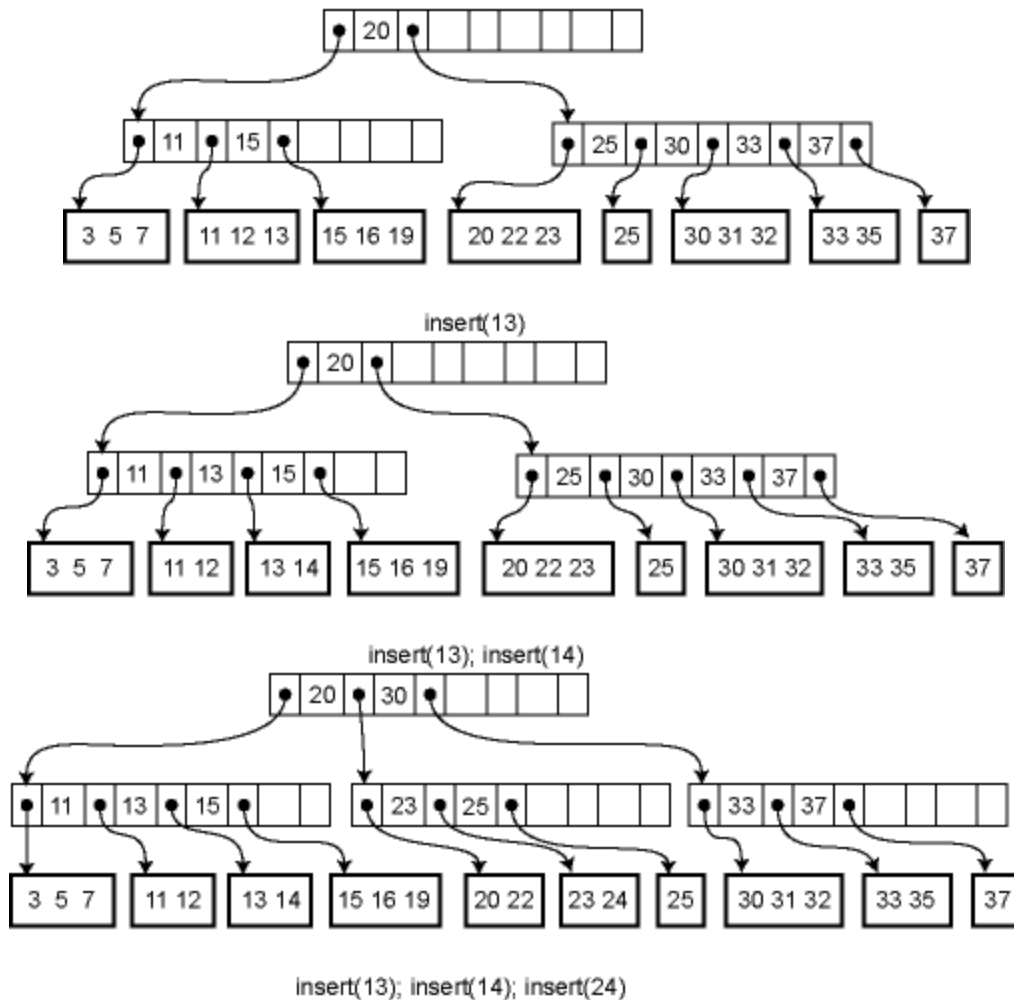 20
11 15
25 30 33 37
3 5 7 11 12 13 15 16 19 20 22 23 25 30 31 32 33 35 37
insert(13)
20
11 13 15
25 30 33 37
3 5 7 11 12 13 14 15 16 19 20 22 23 25 30 31 32 33 35 37
insert(13); insert(14)
20 30
11 13 15 23 25 33 37
3 5 7 11 12 13 14 15 16 19 20 22 23 24 25 30 31 32 33 35 37
insert(13); insert(14); insert(24)